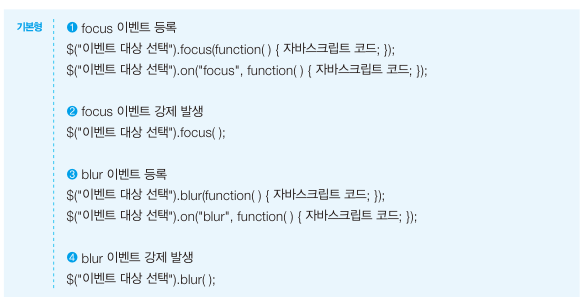 기본형
❶ focus 이벤트 등록
$("이벤트 대상 선택").focus(function( ) { 자바스크립트 코드; });
$("이벤트 대상 선택").on("focus", function( ) { 자바스크립트 코드; });
❷ focus 이벤트 강제 발생
$("이벤트 대상 선택").focus( );
❸ blur 이벤트 등록
$("이벤트 대상 선택").blur(function( ) { 자바스크립트 코드; });
$("이벤트 대상 선택").on("blur", function( ) { 자바스크립트 코드; });
❹ blur 이벤트 강제 발생
$("이벤트 대상 선택").blur( );